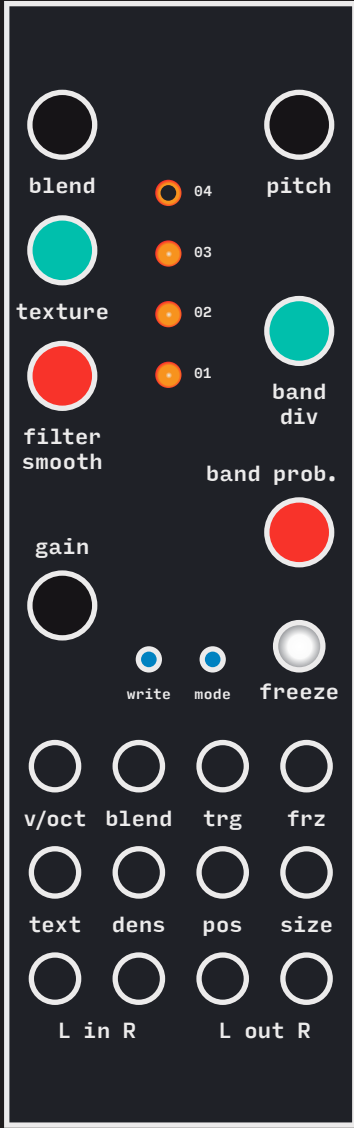 blend
pitch
04
texture
03
02
01
band
div
filter
smooth
band prob.
gain
write
mode
freeze
v/oct blend trg frz
text dens pos size
L in R L out R